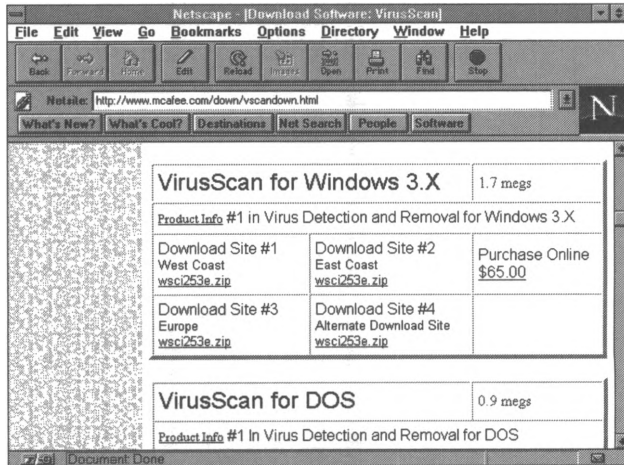 Netscape - [Download Software: VirusScan]
File Edit View Go Bookmarks Options Directory Window Help
Back Forward Home Edit Reload Images Open Print Find Stop
Netsite: http://www.mcafee.com/down/vscandown.html
N
What's New? What's Cool? Destinations Net Search People Software
VirusScan for Windows 3.X 1.7 megs
Product Info #1 in Virus Detection and Removal for Windows 3.X
Download Site #1 Download Site #2 Purchase Online
West Coast East Coast $65.00
wsci253e.zip wsci253e.zip
Download Site #3 Download Site #4
Europe Alternate Download Site
wsci253e.zip wsci253e.zip
VirusScan for DOS 0.9 megs
Product Info #1 In Virus Detection and Removal for DOS
Document Done